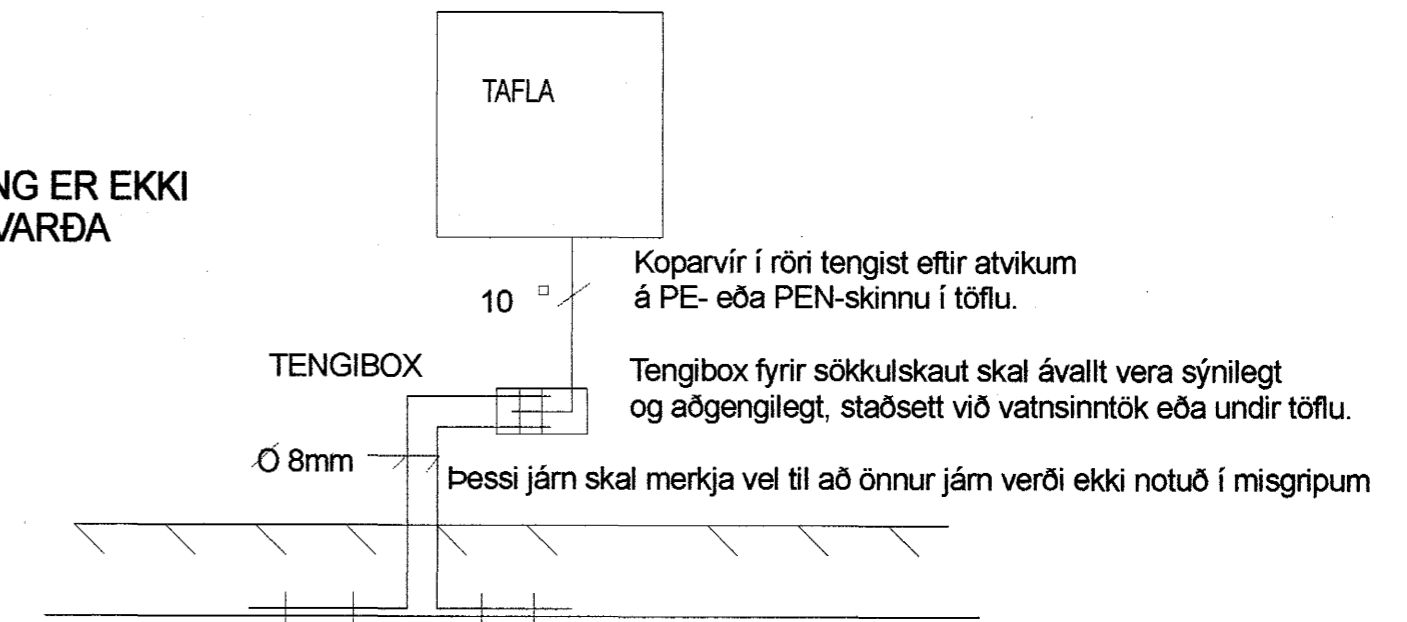 TAFLA
ER EKKI
Koparvír í röri tengist eftir atvikum
á PE- eða PEN-skinnu í töflu.
10 □
TENGIBOX
Tengibox fyrir sökkulskaut skal ávallt vera sýnilegt
og aðgengilegt, staðsett við vatnsinntök eða undir töflu.
Ó 8mm
Þessi járn skal merkja vel til að önnur járn verði ekki notuð í misgripum